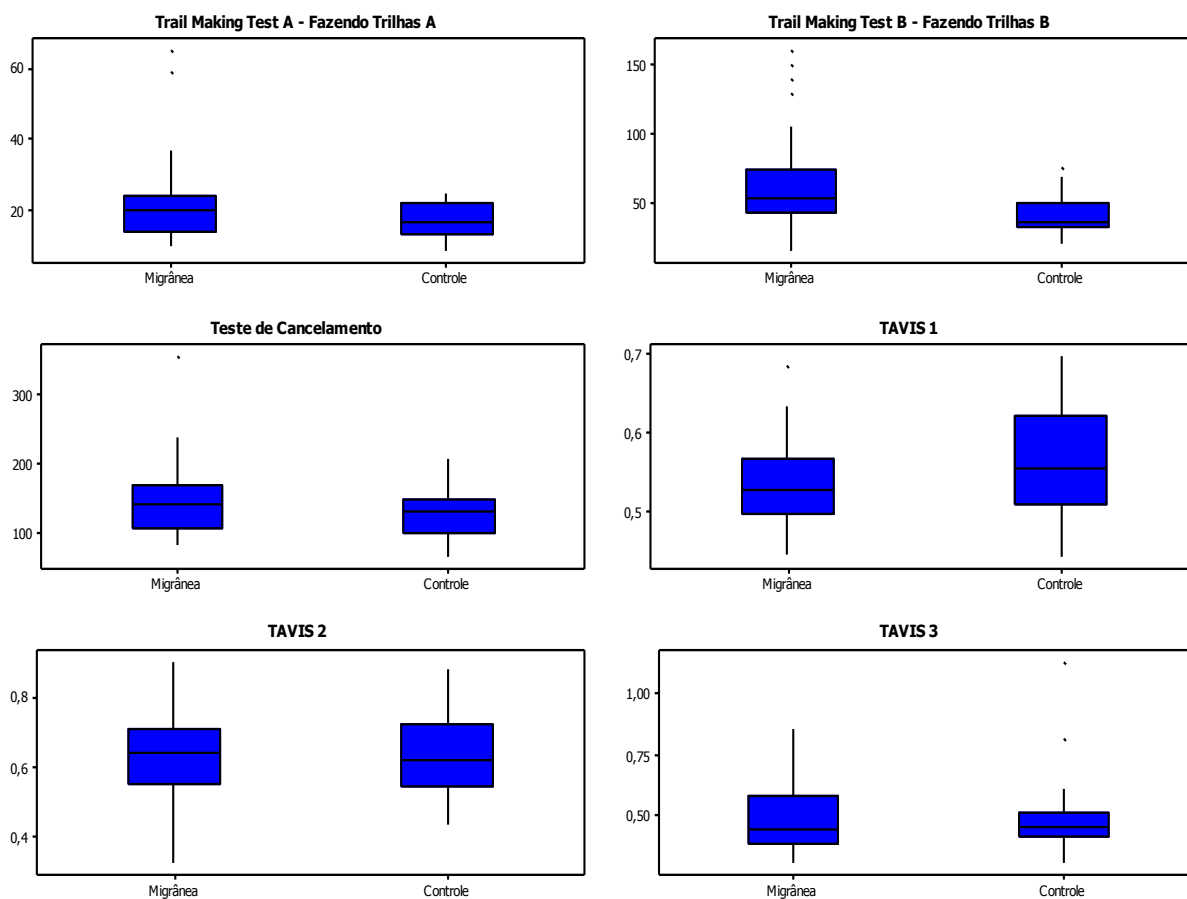 Trail Making Test A - Fazendo Trilhas A
60
40
20
Migrânea Controle
Trail Making Test B - Fazendo Trilhas B
150
100
50
Migrânea Controle
Teste de Cancelamento
300
200
100
Migrânea Controle
TAVIS 1
0,7
0,6
0,5
Migrânea Controle
TAVIS 2
0,8
0,6
0,4
Migrânea Controle
TAVIS 3
1,00
0,75
0,50
Migrânea Controle